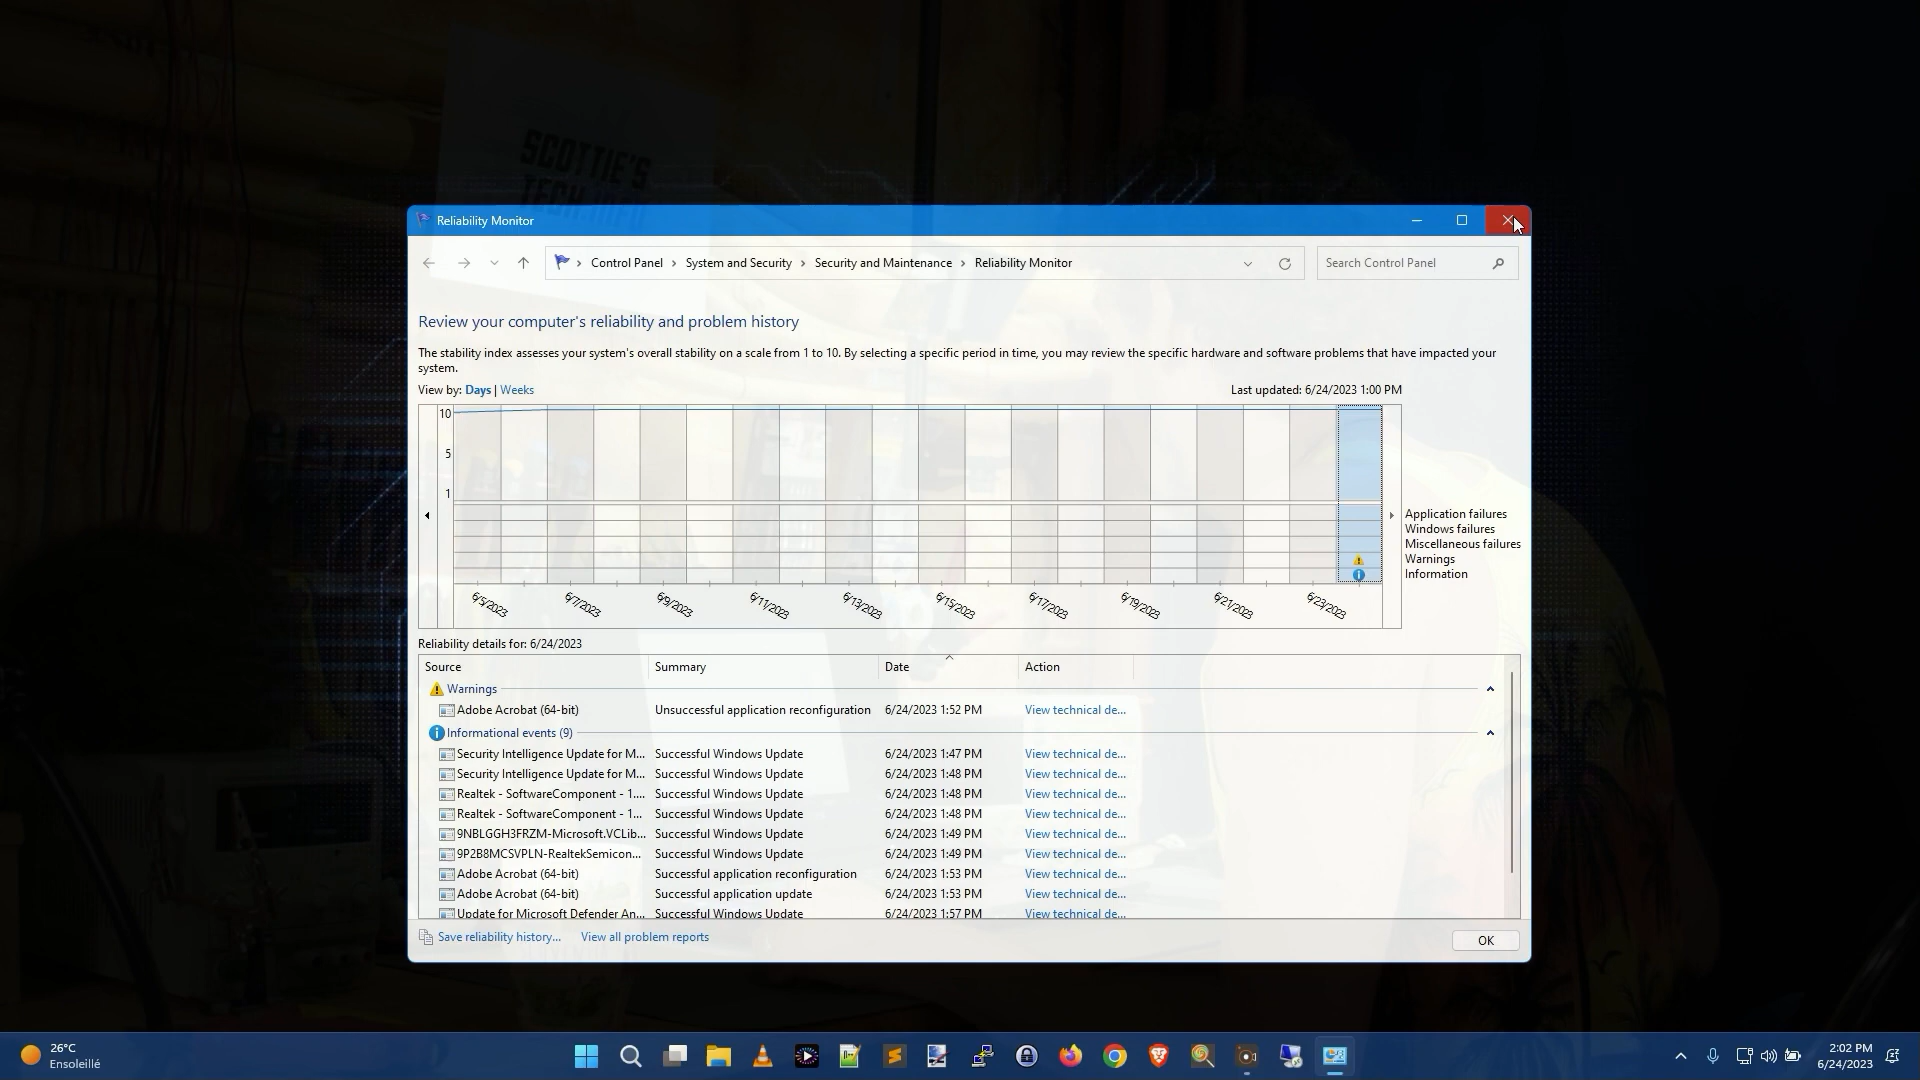 SCOTTIE'S
TECH.INFO
Reliability Monitor
Control Panel > System and Security > Security and Maintenance > Reliability Monitor
Search Control Panel
Review your computer's reliability and problem history
The stability index assesses your system's overall stability on a scale from 1 to 10. By selecting a specific period in time, you may review the specific hardware and software problems that have impacted your
system.
View by: Days | Weeks
Last updated: 6/24/2023 1:00 PM
10
5
1
Application failures
Windows failures
Miscellaneous failures
Warnings
Information
6/5/2023 6/7/2023 6/9/2023 6/11/2023 6/13/2023 6/15/2023 6/17/2023 6/19/2023 6/21/2023 6/23/2023
Reliability details for: 6/24/2023
Source Summary Date Action
Warnings
Adobe Acrobat (64-bit) Unsuccessful application reconfiguration 6/24/2023 1:52 PM View technical de...
Informational events (9)
Security Intelligence Update for M... Successful Windows Update 6/24/2023 1:47 PM View technical de...
Security Intelligence Update for M... Successful Windows Update 6/24/2023 1:48 PM View technical de...
Realtek - SoftwareComponent - 1.... Successful Windows Update 6/24/2023 1:48 PM View technical de...
Realtek - SoftwareComponent - 1... Successful Windows Update 6/24/2023 1:48 PM View technical de...
9NBLGGH3FRZM-Microsoft.VCLib... Successful Windows Update 6/24/2023 1:49 PM View technical de...
9P2B8MCSVPLN-RealtekSemicon... Successful Windows Update 6/24/2023 1:49 PM View technical de...
Adobe Acrobat (64-bit) Successful application reconfiguration 6/24/2023 1:53 PM View technical de...
Adobe Acrobat (64-bit) Successful application update 6/24/2023 1:53 PM View technical de...
Update for Microsoft Defender An... Successful Windows Update 6/24/2023 1:57 PM View technical de...
Save reliability history... View all problem reports
OK
26°C
Ensoleillé
2:02 PM
6/24/2023